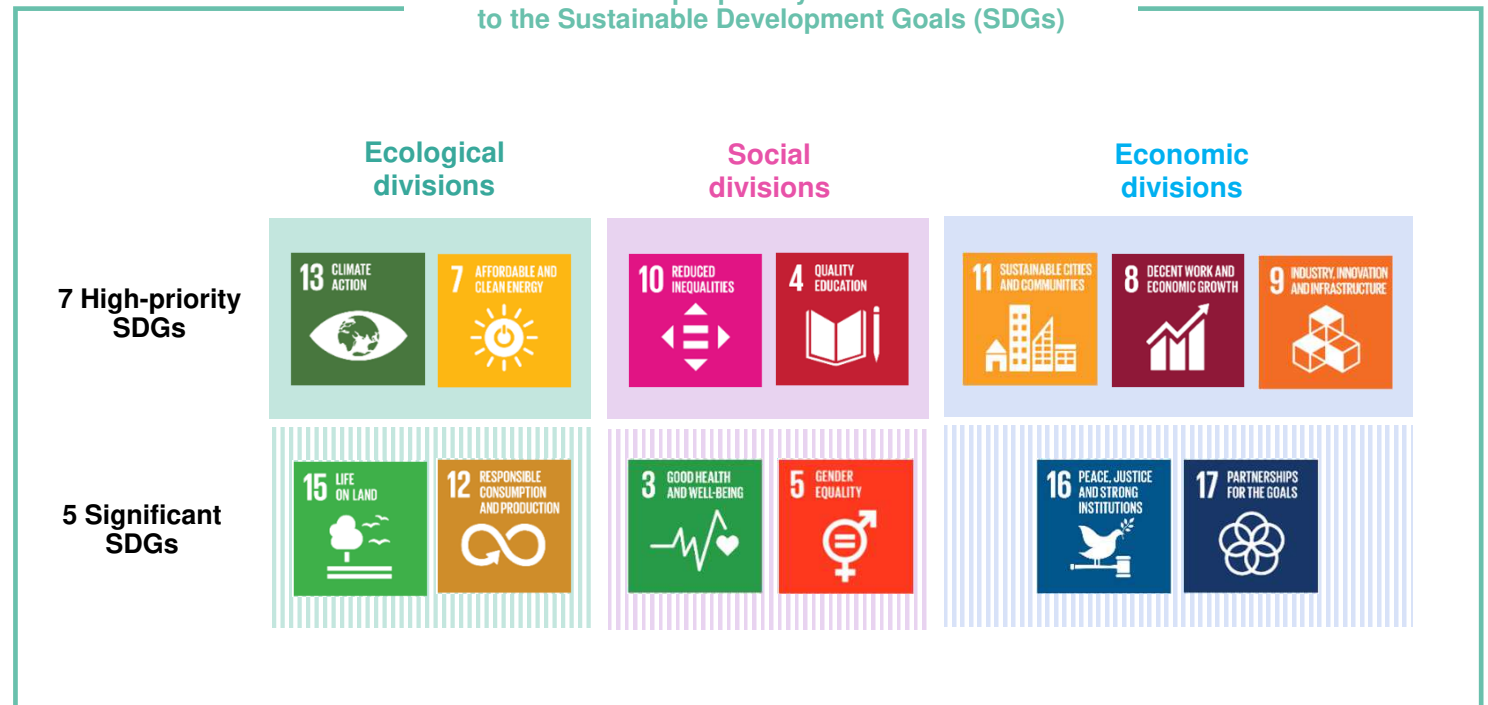 to the Sustainable Development Goals (SDGs)
Ecological
divisions
Social
divisions
Economic
divisions
7 High-priority
SDGs
13 CLIMATE
ACTION
7 AFFORDABLE AND
CLEAN ENERGY
10 REDUCED
INEQUALITIES
4 QUALITY
EDUCATION
11 SUSTAINABLE CITIES
AND COMMUNITIES
8 DECENT WORK AND
ECONOMIC GROWTH
9 INDUSTRY, INNOVATION
AND INFRASTRUCTURE
5 Significant
SDGs
15 LIFE
ON LAND
12 RESPONSIBLE
CONSUMPTION
AND PRODUCTION
3 GOOD HEALTH
AND WELL-BEING
5 GENDER
EQUALITY
16 PEACE, JUSTICE
AND STRONG
INSTITUTIONS
17 PARTNERSHIPS
FOR THE GOALS